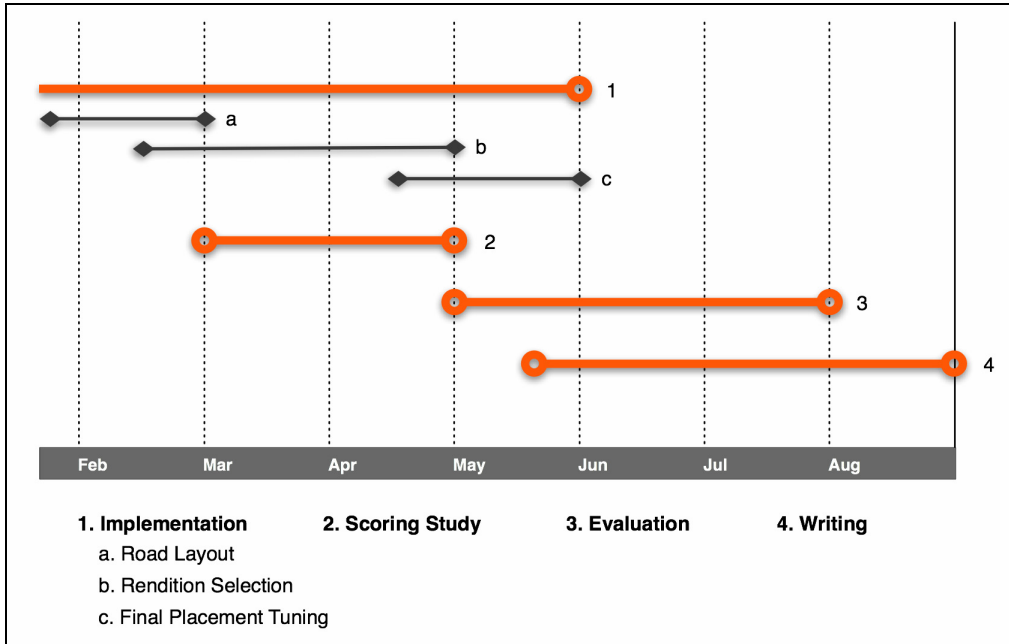 1
a
b
c
2
3
4
Feb Mar Apr May Jun Jul Aug
1. Implementation 2. Scoring Study 3. Evaluation 4. Writing
a. Road Layout
b. Rendition Selection
c. Final Placement Tuning